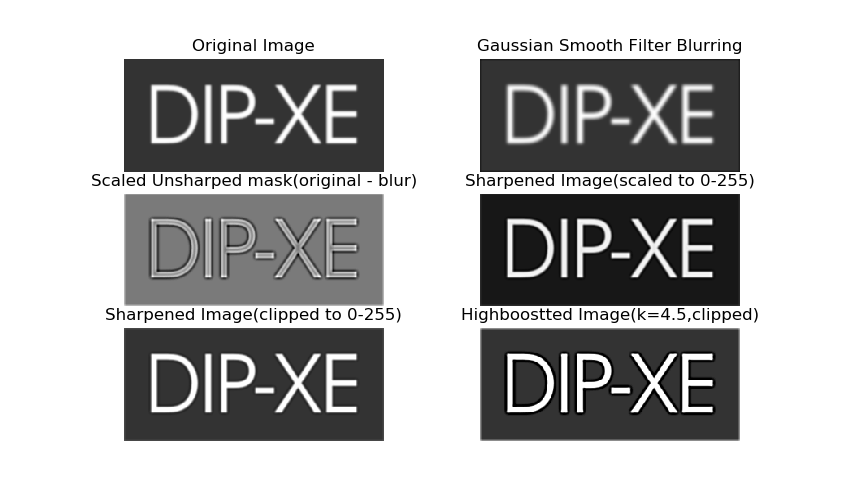 Original Image
Gaussian Smooth Filter Blurring
DIP-XE
DIP-XE
Scaled Unsharped mask(original - blur)
Sharpened Image(scaled to 0-255)
DIP-XE
DIP-XE
Sharpened Image(clipped to 0-255)
Highboostted Image(k=4.5,clipped)
DIP-XE
DIP-XE